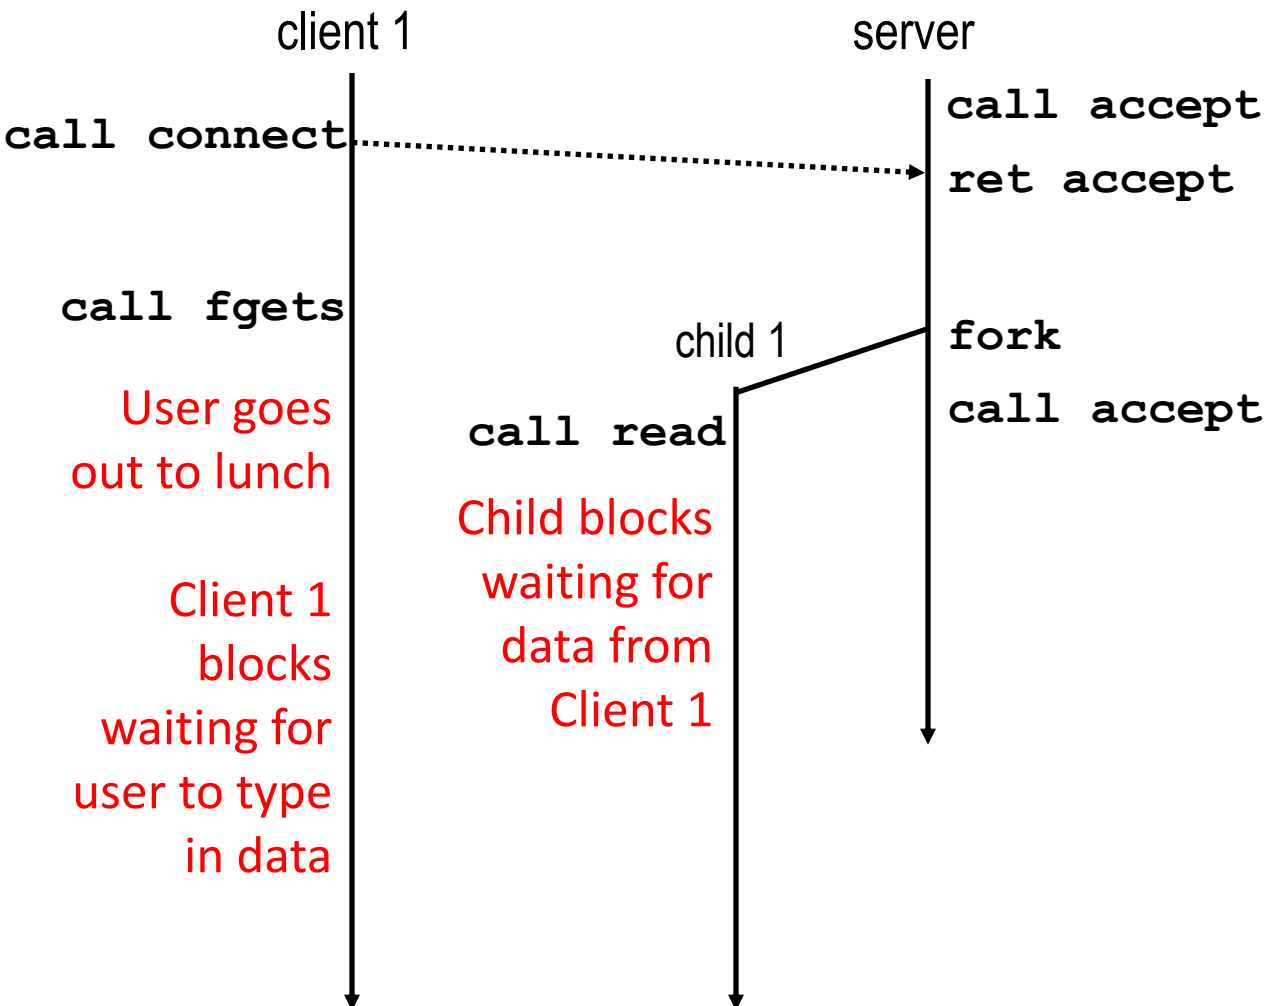 client 1
server
call connect
call accept
ret accept
call fgets
child 1
fork
call accept
call read
User goes
out to lunch
Client 1
blocks
waiting for
user to type
in data
Child blocks
waiting for
data from
Client 1